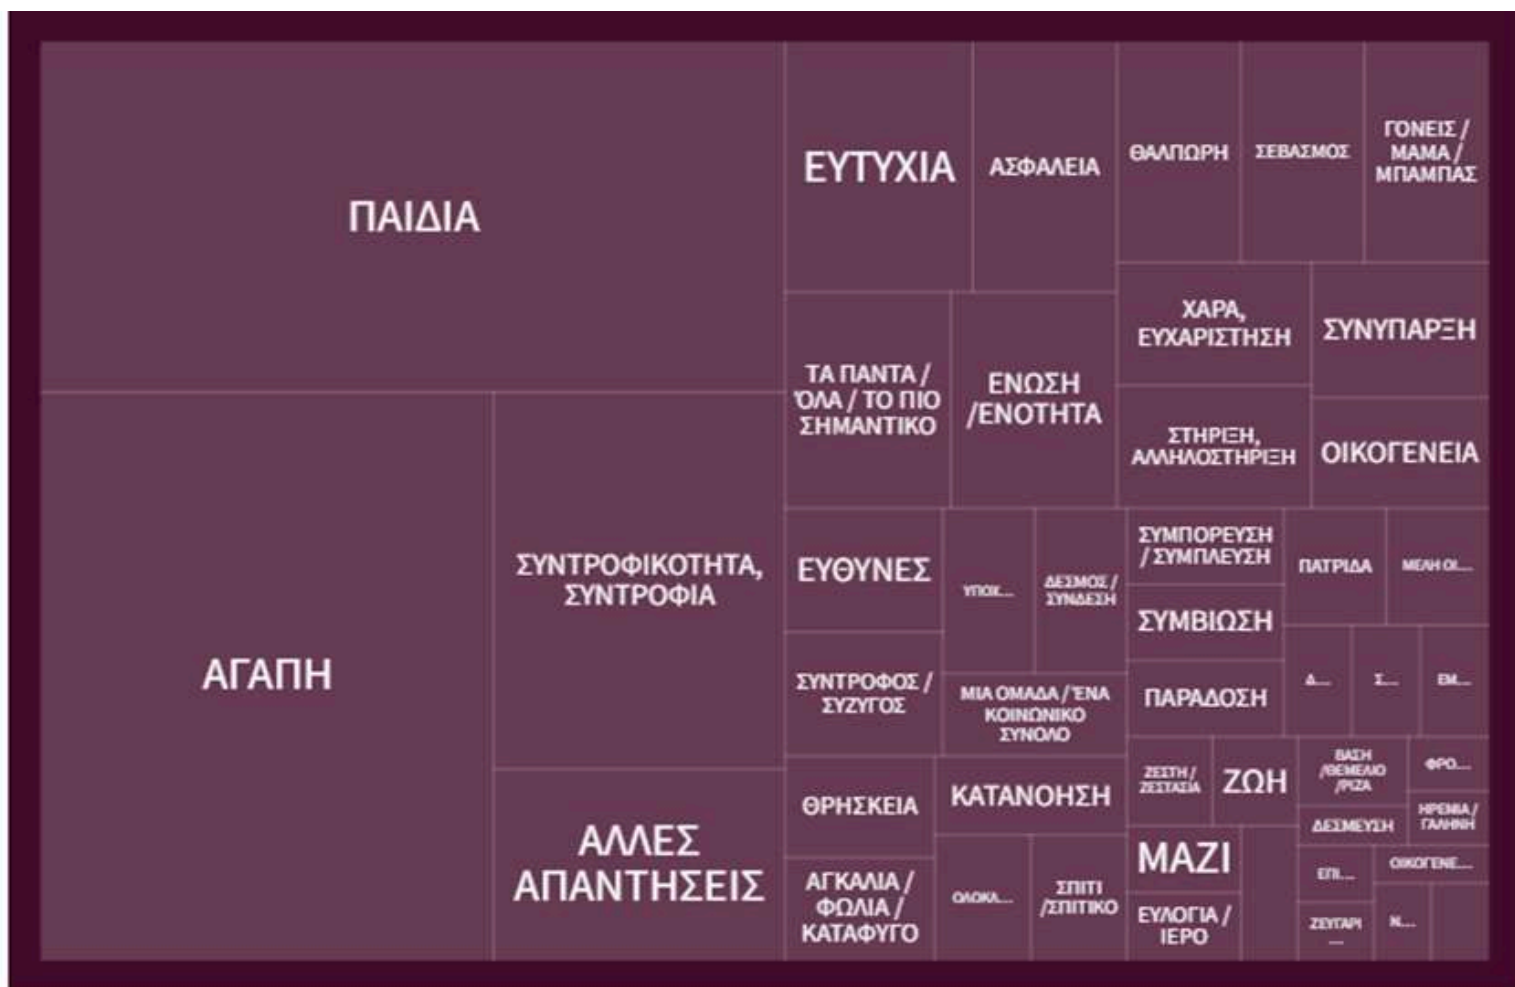 ΠΑΙΔΙΑ
ΑΓΑΠΗ
ΣΥΝΤΡΟΦΙΚΟΤΗΤΑ,
ΣΥΝΤΡΟΦΙΑ
ΑΛΛΕΣ
ΑΠΑΝΤΗΣΕΙΣ
ΕΥΤΥΧΙΑ
ΑΣΦΑΛΕΙΑ
ΘΑΛΠΩΡΗ
ΣΕΒΑΣΜΟΣ
ΓΟΝΕΙΣ /
ΜΑΜΑ /
ΜΠΑΜΠΑΣ
ΤΑ ΠΑΝΤΑ /
ΌΛΑ / ΤΟ ΠΙΟ
ΣΗΜΑΝΤΙΚΟ
ΕΝΩΣΗ
/ΕΝΟΤΗΤΑ
ΧΑΡΑ,
ΕΥΧΑΡΙΣΤΗΣΗ
ΣΥΝΥΠΑΡΞΗ
ΣΤΗΡΙΞΗ,
ΑΛΛΗΛΟΣΤΗΡΙΞΗ
ΟΙΚΟΓΕΝΕΙΑ
ΕΥΘΥΝΕΣ
ΥΠΟΧ...
ΔΕΣΜΟΣ /
ΣΥΝΔΕΣΗ
ΣΥΜΠΟΡΕΥΣΗ
/ ΣΥΜΠΛΕΥΣΗ
ΠΑΤΡΙΔΑ
ΜΕΛΗ ΟΙ...
ΣΥΜΒΙΩΣΗ
ΣΥΝΤΡΟΦΟΣ /
ΣΥΖΥΓΟΣ
ΜΙΑ ΟΜΑΔΑ / ΈΝΑ
ΚΟΙΝΩΝΙΚΟ
ΣΥΝΟΛΟ
ΠΑΡΑΔΟΣΗ
Δ...
Σ...
ΕΜ...
ΘΡΗΣΚΕΙΑ
ΚΑΤΑΝΟΗΣΗ
ΖΕΣΤΗ /
ΖΕΣΤΑΣΙΑ
ΖΩΗ
ΒΑΣΗ
/ΘΕΜΕΛΙΟ
/ΡΙΖΑ
ΦΡΟ...
ΔΕΣΜΕΥΣΗ
ΗΡΕΜΙΑ /
ΓΑΛΗΝΗ
ΑΓΚΑΛΙΑ /
ΦΩΛΙΑ /
ΚΑΤΑΦΥΓΟ
ΟΛΟΚΛ...
ΣΠΙΤΙ
/ΣΠΙΤΙΚΟ
ΜΑΖΙ
ΕΥΛΟΓΙΑ /
ΙΕΡΟ
ΕΠΙ...
ΟΙΚΟΓΕΝΕ...
ΖΕΥΓΑΡΙ
...
Ν...